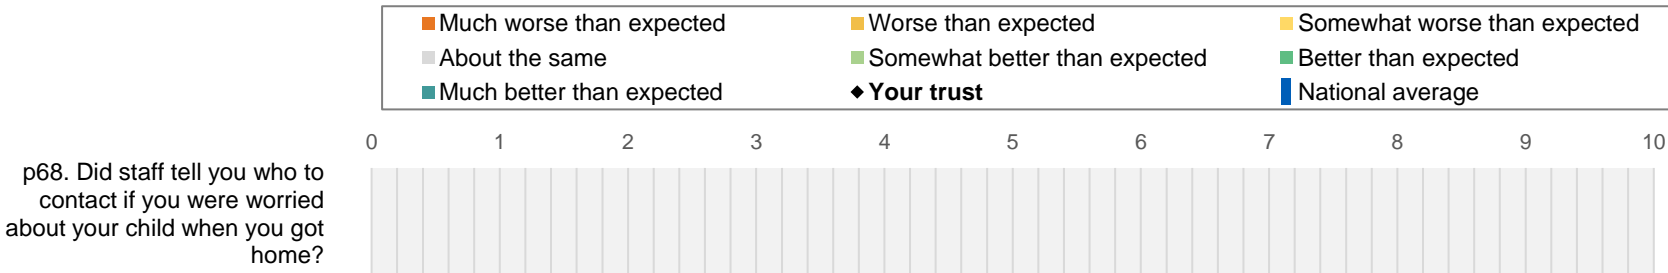 Much worse than expected Worse than expected Somewhat worse than expected
About the same Somewhat better than expected Better than expected
Much better than expected Your trust National average
0 1 2 3 4 5 6 7 8 9 10
p68. Did staff tell you who to
contact if you were worried
about your child when you got
home?